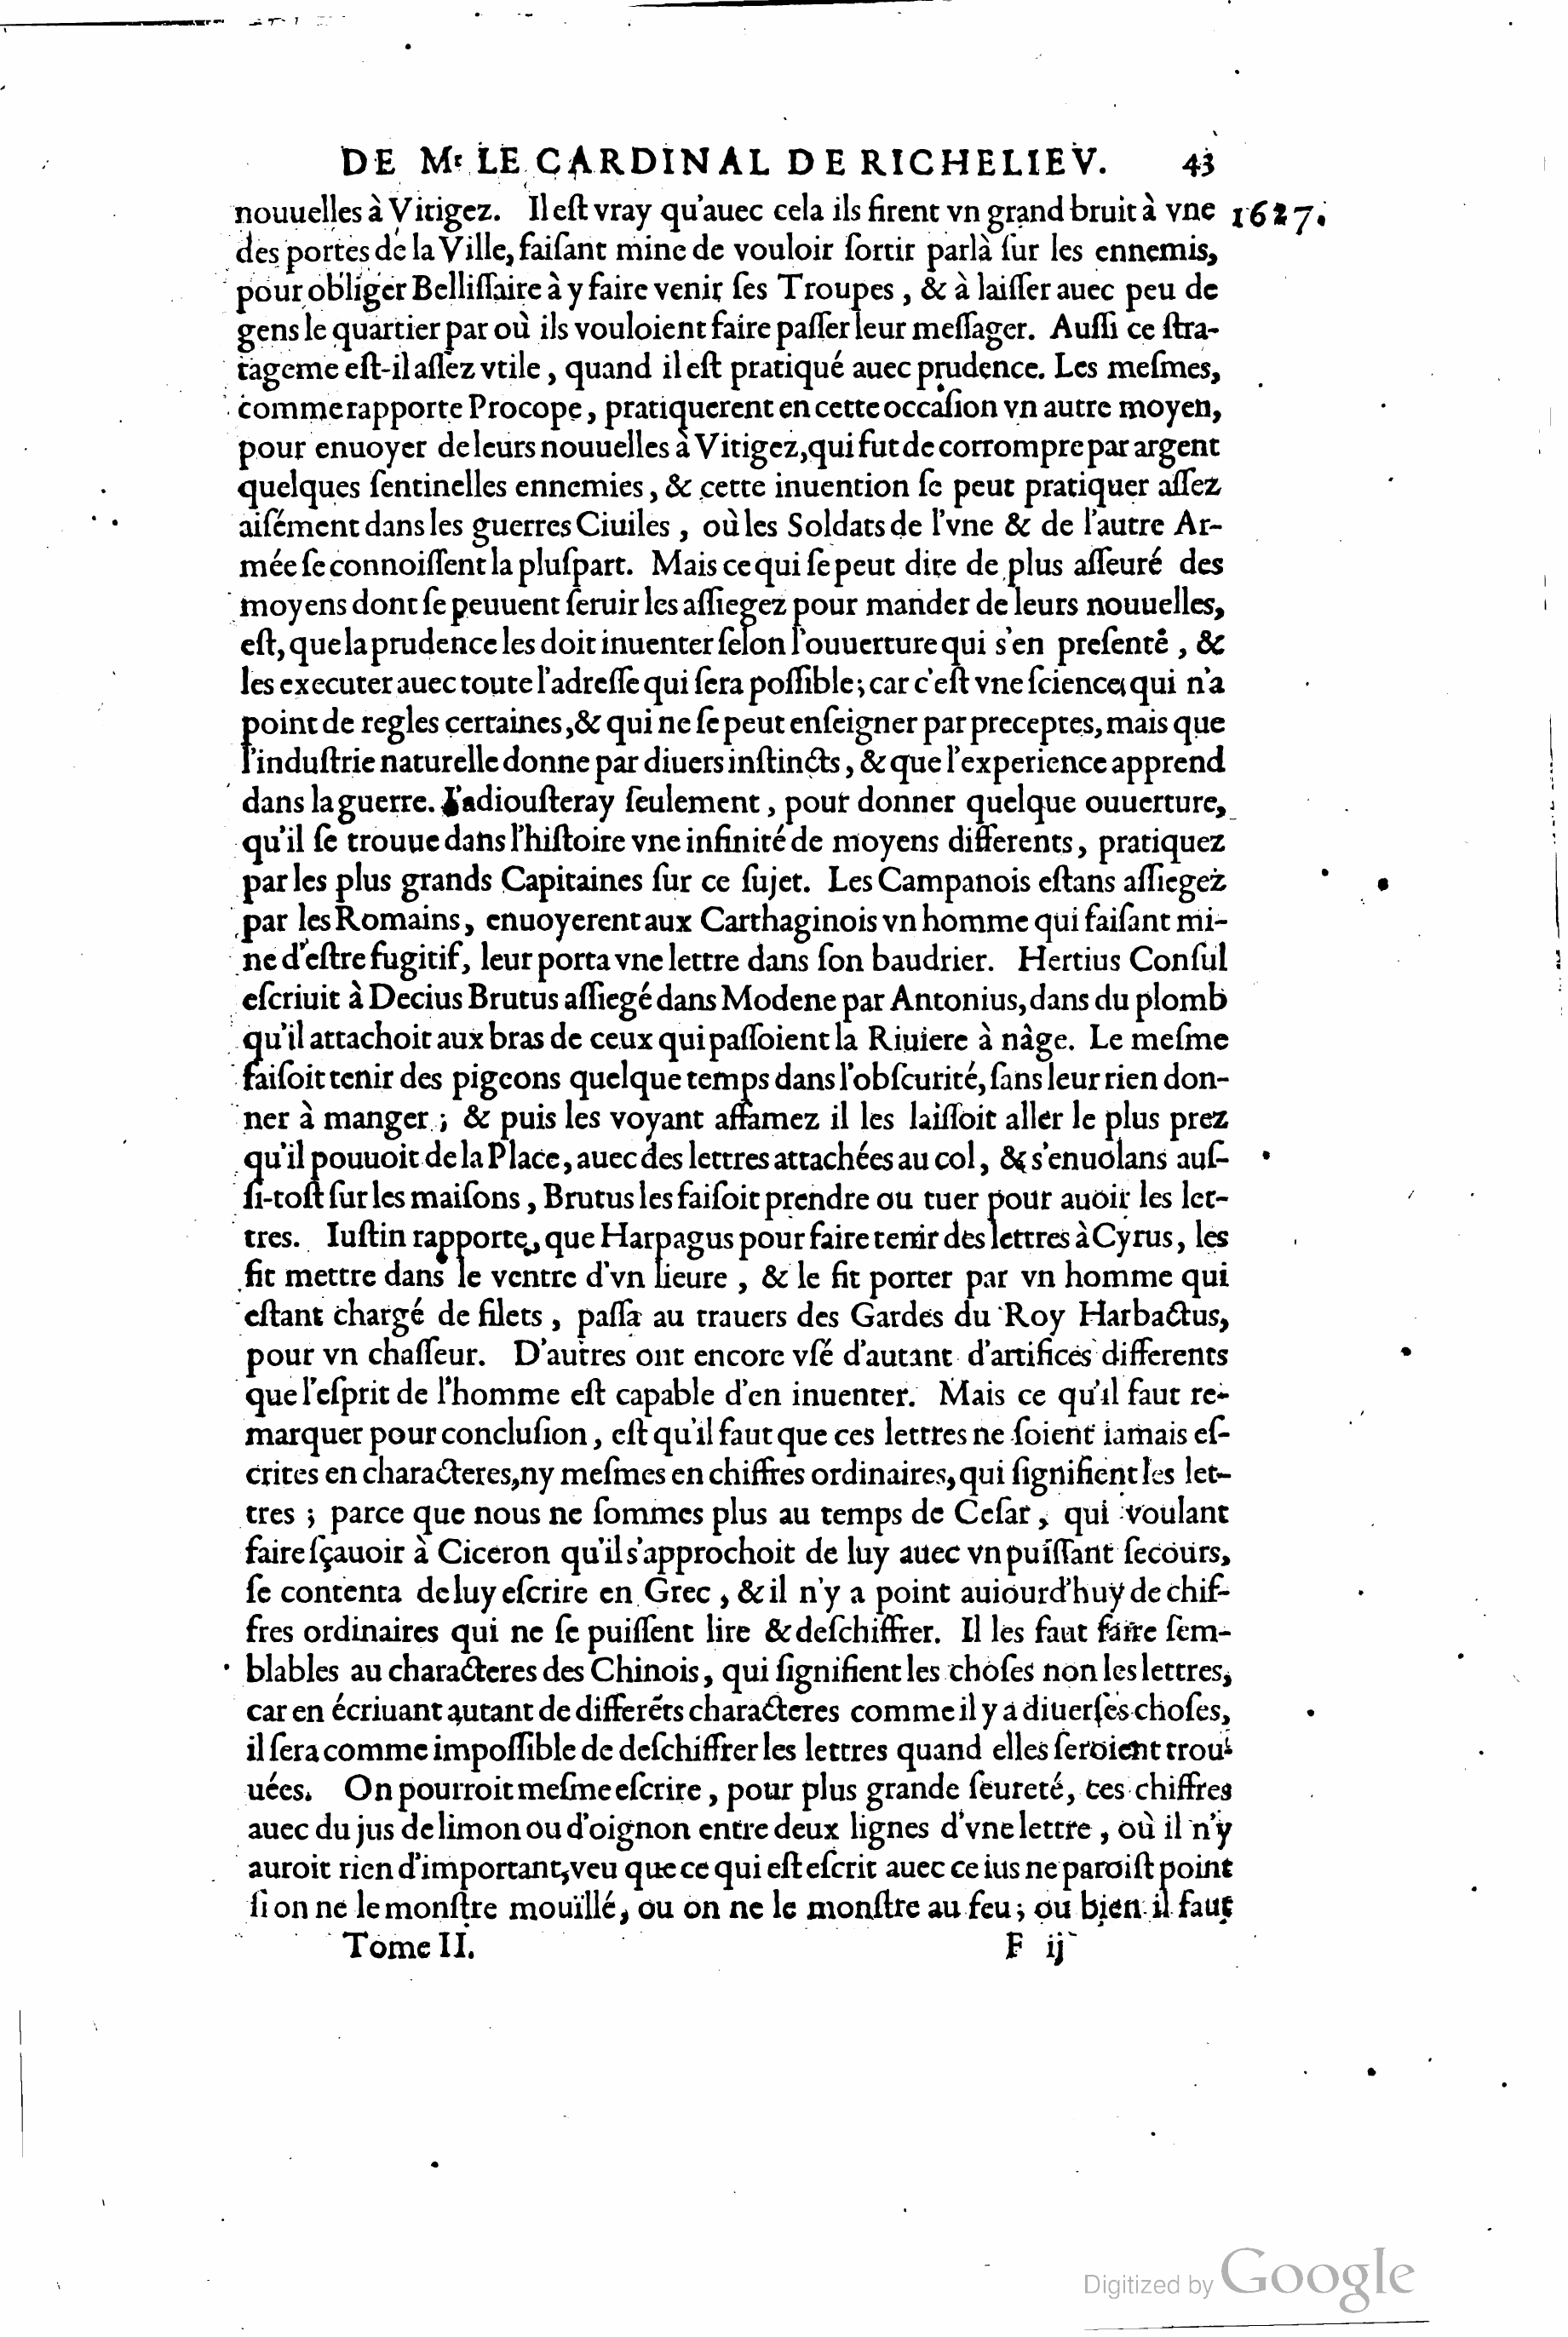 DE Mr LE CARDINAL DE RICHELIEV. 43
nouuelles à Vitigez. Il eſt vray qu'auec cela ils firent vn grand bruit à vne 1627.
des portes de la Ville, faiſant mine de vouloir ſortir par là ſur les ennemis,
pour obliger Belliſſaire à y faire venir ſes Troupes, & à laiſſer auec peu de
gens le quartier par où ils vouloient faire paſſer leur meſſager. Auſſi ce ſtra-
tageme eſt-il aſſez vtile, quand il eſt pratiqué auec prudence. Les meſmes,
comme rapporte Procope, pratiquerent en cette occaſion vn autre moyen,
pour enuoyer de leurs nouuelles à Vitigez, qui fut de corrompre par argent
quelques ſentinelles ennemies, & cette inuention ſe peut pratiquer aſſez
aiſément dans les guerres Ciuiles, où les Soldats de l'vne & de l'autre Ar-
mée ſe connoiſſent la pluſpart. Mais ce qui ſe peut dire de plus aſſeuré des
moyens dont ſe peuuent ſeruir les aſſiegez pour mander de leurs nouuelles,
eſt, que la prudence les doit inuenter ſelon l'ouuerture qui s'en preſente, &
les executer auec toute l'adreſſe qui ſera poſſible; car c'eſt vne ſcience qui n'a
point de regles certaines, & qui ne ſe peut enſeigner par preceptes, mais que
l'induſtrie naturelle donne par diuers inſtincts, & que l'experience apprend
dans la guerre. J'adiouſteray ſeulement, pour donner quelque ouuerture,
qu'il ſe trouue dans l'hiſtoire vne infinité de moyens differents, pratiquez
par les plus grands Capitaines ſur ce ſujet. Les Campanois eſtans aſſiegez
par les Romains, enuoyerent aux Carthaginois vn homme qui faiſant mi-
ne d'eſtre fugitif, leur porta vne lettre dans ſon baudrier. Hertius Conſul
eſcriuit à Decius Brutus aſſiegé dans Modene par Antonius, dans du plomb
qu'il attachoit aux bras de ceux qui paſſoient la Riuiere à nâge. Le meſme
faiſoit tenir des pigeons quelque temps dans l'obſcurité, ſans leur rien don-
ner à manger; & puis les voyant affamez il les laiſſoit aller le plus prez
qu'il pouuoit de la Place, auec des lettres attachées au col, & s'enuolans auſ-
ſi-toſt ſur les maiſons, Brutus les faiſoit prendre ou tuer pour auoir les let-
tres. Iuſtin rapporte, que Harpagus pour faire tenir des lettres à Cyrus, les
fit mettre dans le ventre d'vn lieure, & le fit porter par vn homme qui
eſtant chargé de filets, paſſa au trauers des Gardes du Roy Harbactus,
pour vn chaſſeur. D'autres ont encore vſé d'autant d'artifices differents
que l'eſprit de l'homme eſt capable d'en inuenter. Mais ce qu'il faut re-
marquer pour concluſion, eſt qu'il faut que ces lettres ne ſoient iamais eſ-
crites en characteres, ny meſmes en chiffres ordinaires, qui ſignifient les let-
tres; parce que nous ne ſommes plus au temps de Ceſar, qui voulant
faire ſçauoir à Ciceron qu'il s'approchoit de luy auec vn puiſſant ſecours,
ſe contenta de luy eſcrire en Grec, & il n'y a point auiourd'huy de chif-
fres ordinaires qui ne ſe puiſſent lire & deſchiffrer. Il les faut faire ſem-
blables au characteres des Chinois, qui ſignifient les choſes non les lettres,
car en écriuant autant de differẽts characteres comme il y a diuerſes choſes,
il ſera comme impoſſible de deſchiffrer les lettres quand elles ſeroient trou-
uées. On pourroit meſme eſcrire, pour plus grande ſeureté, ces chiffres
auec du jus de limon ou d'oignon entre deux lignes d'vne lettre, où il n'y
auroit rien d'important, veu que ce qui eſt eſcrit auec ce ius ne paroiſt point
ſi on ne le monſtre mouïllé, ou on ne le monſtre au feu; ou bien il faut
Tome II. F ij
Digitized by Google